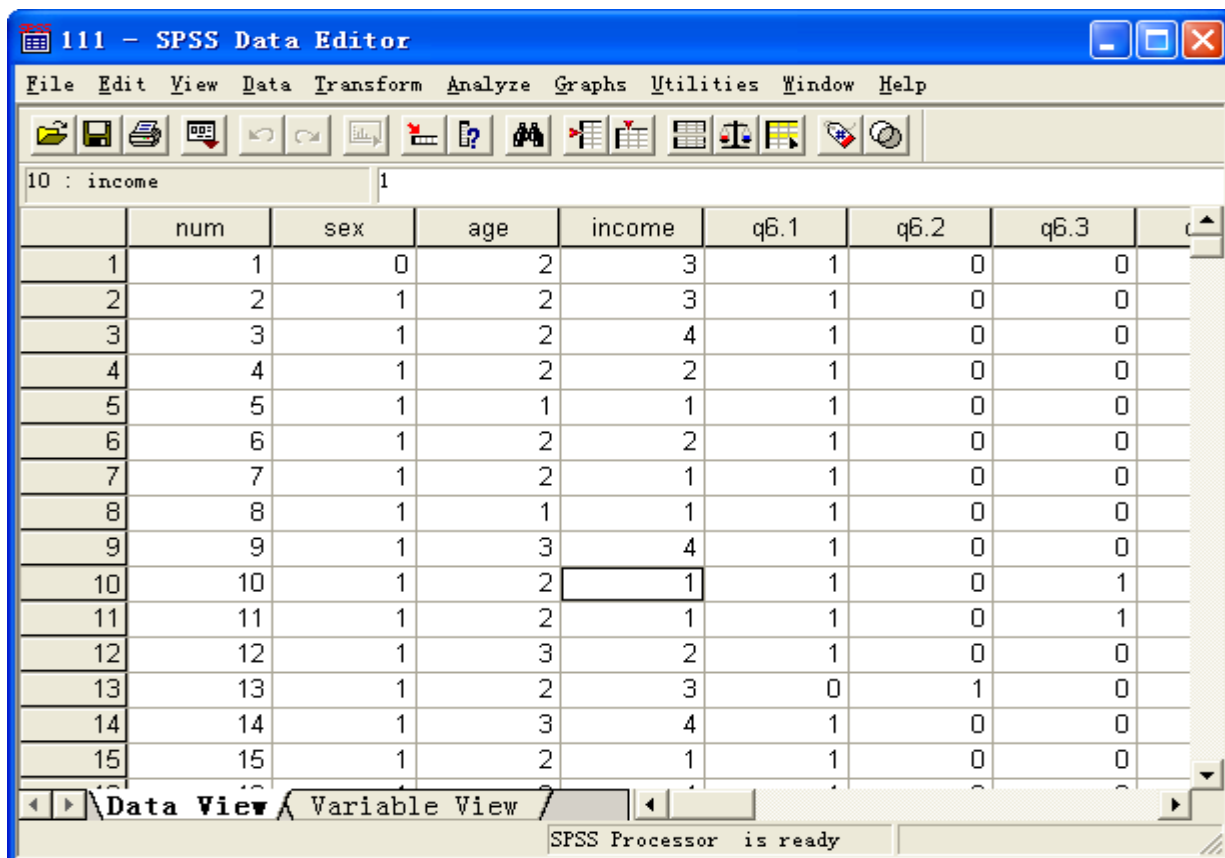 SPSS
111 - SPSS Data Editor
File Edit View Data Transform Analyze Graphs Utilities Window Help
10 : income 1
num sex age income q6.1 q6.2 q6.3
1 1 0 2 3 1 0 0
2 2 1 2 3 1 0 0
3 3 1 2 4 1 0 0
4 4 1 2 2 1 0 0
5 5 1 1 1 1 0 0
6 6 1 2 2 1 0 0
7 7 1 2 1 1 0 0
8 8 1 1 1 1 0 0
9 9 1 3 4 1 0 0
10 10 1 2 1 1 0 1
11 11 1 2 1 1 0 1
12 12 1 3 2 1 0 0
13 13 1 2 3 0 1 0
14 14 1 3 4 1 0 0
15 15 1 2 1 1 0 0
Data View Variable View
SPSS Processor is ready